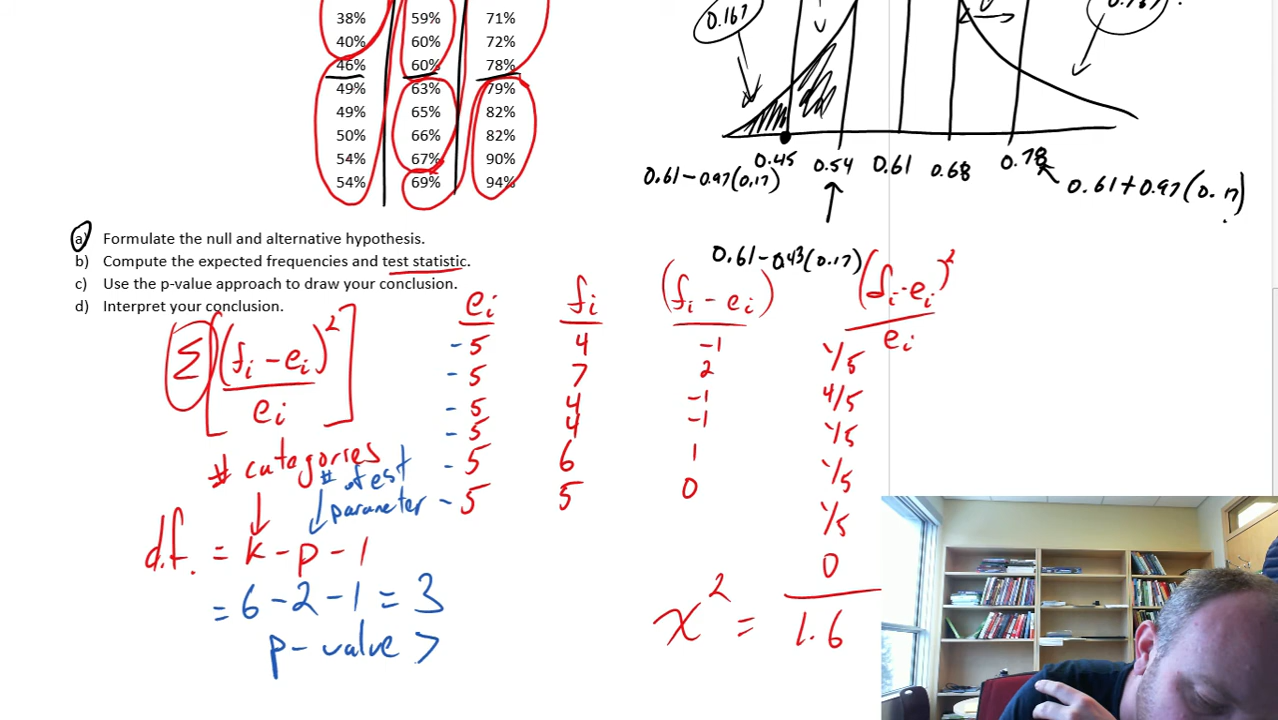 38% 59% 71%
40% 60% 72%
46% 60% 78%
49% 63% 79%
49% 65% 82%
50% 66% 82%
54% 67% 90%
54% 69% 94%
0.167
0.45 0.54 0.61 0.68 0.78
0.61-0.97(0.17)
0.61+0.97(0.17)
0.61-0.43(0.17)
a) Formulate the null and alternative hypothesis.
b) Compute the expected frequencies and test statistic.
c) Use the p-value approach to draw your conclusion.
d) Interpret your conclusion.
Σ[(fi-ei)²/ei]
ei fi (fi-ei) (fi-ei)²/ei
-5 4 -1 1/5
-5 7 2 4/5
-5 4 -1 1/5
-5 4 -1 1/5
-5 6 1 1/5
-5 5 0 0
# categories
# test
parameter
d.f. = k-p-1
= 6-2-1=3
p-value >
x² = 1.6